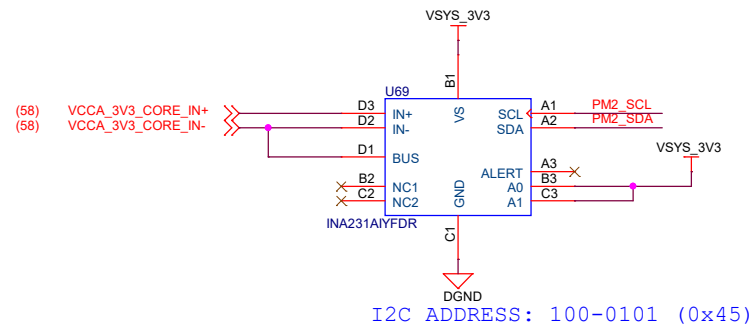 VSYS_3V3
B1
U69
(58) VCCA_3V3_CORE_IN+ D3 IN+ VS SCL A1 PM2_SCL
(58) VCCA_3V3_CORE_IN- D2 IN- SDA A2 PM2_SDA
VSYS_3V3
D1 BUS
ALERT A3
B2 NC1 A0 B3
C2 NC2 GND A1 C3
INA231AIYFDR
C1
DGND
I2C ADDRESS: 100-0101 (0x45)